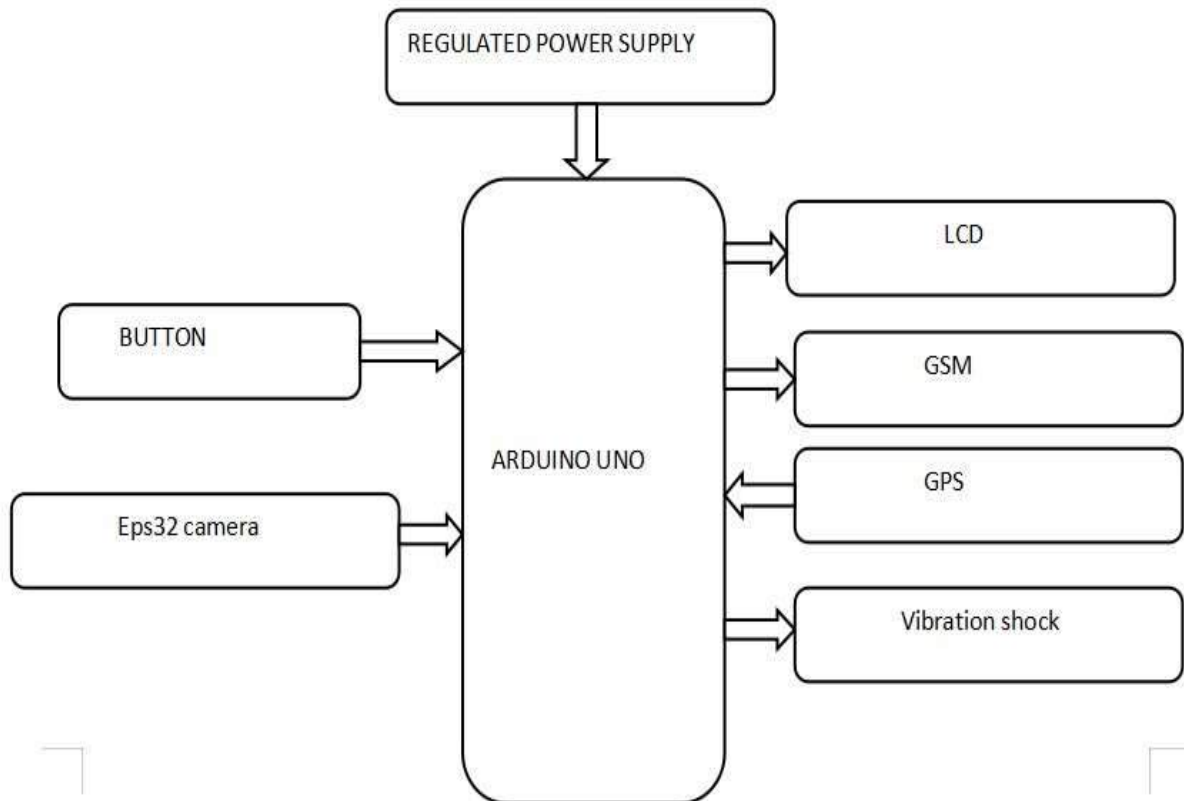 REGULATED POWER SUPPLY
LCD
BUTTON
GSM
ARDUINO UNO
GPS
Eps32 camera
Vibration shock